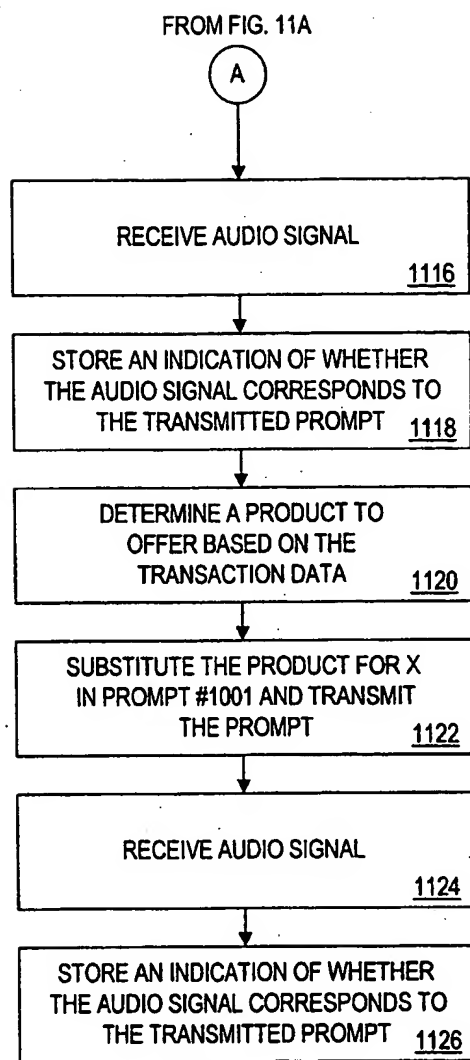 FROM FIG. 11A
A
RECEIVE AUDIO SIGNAL
1116
STORE AN INDICATION OF WHETHER
THE AUDIO SIGNAL CORRESPONDS TO
THE TRANSMITTED PROMPT 1118
DETERMINE A PRODUCT TO
OFFER BASED ON THE
TRANSACTION DATA 1120
SUBSTITUTE THE PRODUCT FOR X
IN PROMPT #1001 AND TRANSMIT
THE PROMPT 1122
RECEIVE AUDIO SIGNAL
1124
STORE AN INDICATION OF WHETHER
THE AUDIO SIGNAL CORRESPONDS TO
THE TRANSMITTED PROMPT 1126